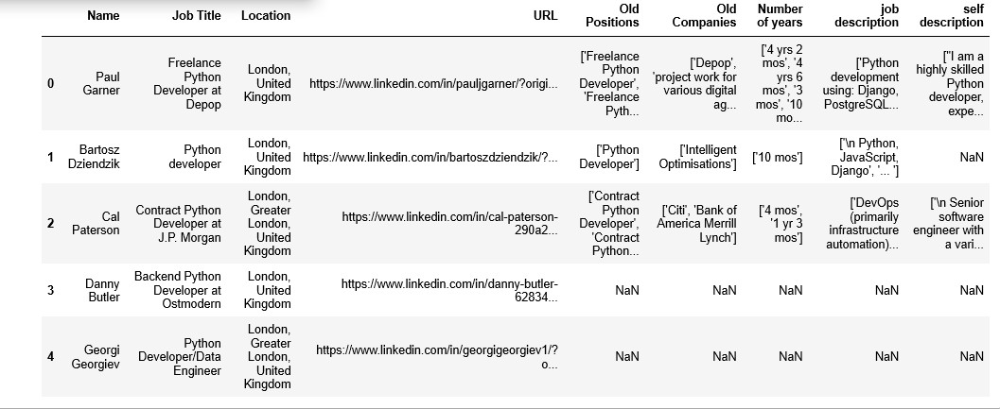 Name Job Title Location URL Old Positions Old Companies Number of years job description self description
0 Paul Garner Freelance Python Developer at Depop London, United Kingdom https://www.linkedin.com/in/pauljgarner/?origi... ['Freelance Python Developer', 'Freelance Pyth... ['Depop', 'project work for various digital ag... ['4 yrs 2 mos', '4 yrs 6 mos', '3 mos', '10 mo... ['Python development using: Django, PostgreSQL... ["I am a highly skilled Python developer, expe...
1 Bartosz Dziendzik Python developer London, United Kingdom https://www.linkedin.com/in/bartoszdziendzik/?... ['Python Developer'] ['Intelligent Optimisations'] ['10 mos'] ['\n Python, JavaScript, Django', '... '] NaN
2 Cal Paterson Contract Python Developer at J.P. Morgan London, Greater London, United Kingdom https://www.linkedin.com/in/cal-paterson-290a2... ['Contract Python Developer', 'Contract Python... ['Citi', 'Bank of America Merrill Lynch'] ['4 mos', '1 yr 3 mos'] ['DevOps (primarily infrastructure automation)... ['\n Senior software engineer with a vari...
3 Danny Butler Backend Python Developer at Ostmodern London, United Kingdom https://www.linkedin.com/in/danny-butler-62834... NaN NaN NaN NaN NaN
4 Georgi Georgiev Python Developer/Data Engineer London, Greater London, United Kingdom https://www.linkedin.com/in/georgigeorgiev1/?o... NaN NaN NaN NaN NaN